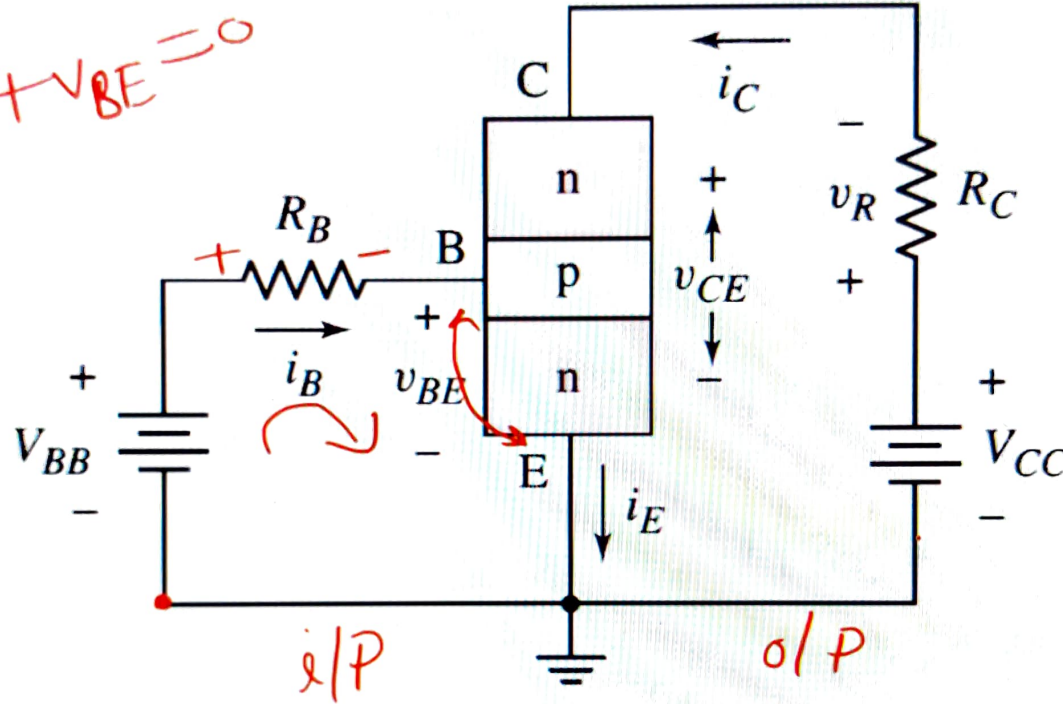 +VBE=0
C
iC
−
n
+
vR
RC
RB
+
−
B
p
vCE
+
+
iB
vBE
n
−
+
+
VBB
VCC
−
E
−
−
iE
i/P
o/P